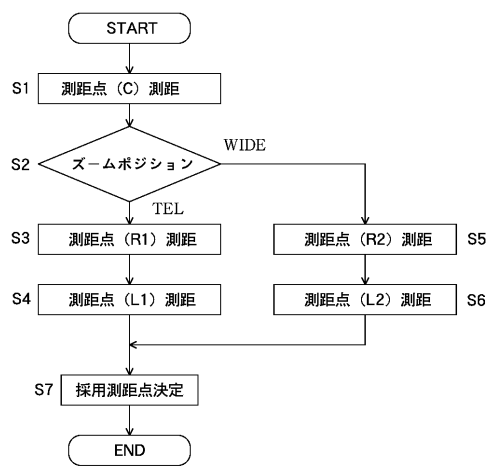 START
S1
測距点(C)測距
S2
ズームポジション
WIDE
TEL
S3
測距点(R1)測距
測距点(R2)測距
S5
S4
測距点(L1)測距
測距点(L2)測距
S6
S7
採用測距点決定
END